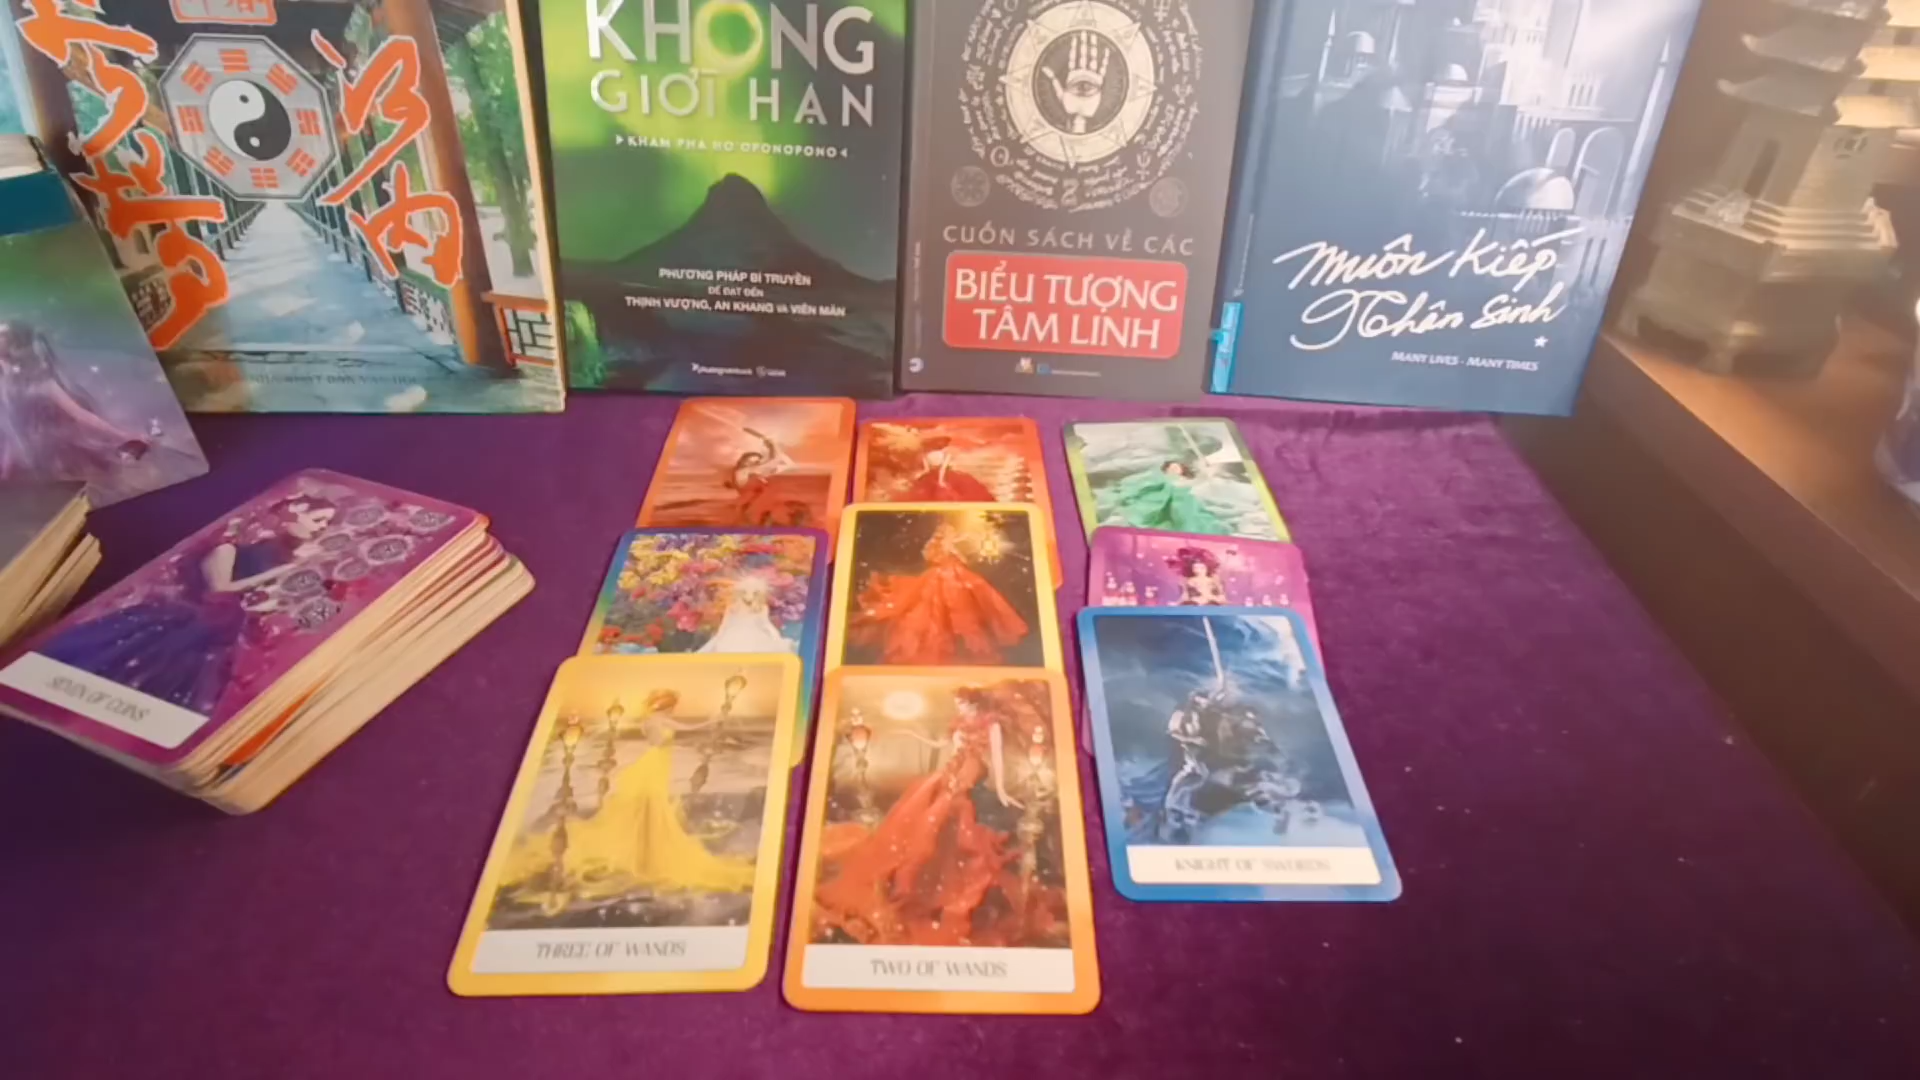 KHÔNG
GIỚI HẠN
KHÁM PHÁ HO'OPONOPONO
PHƯƠNG PHÁP BÍ TRUYỀN
ĐỂ ĐẠT ĐẾN
THỊNH VƯỢNG, AN KHANG VÀ VIÊN MÃN
CUỐN SÁCH VỀ CÁC
BIỂU TƯỢNG
TÂM LINH
Muôn Kiếp
Nhân Sinh
MANY LIVES - MANY TIMES
SEVEN OF COINS
THREE OF WANDS
TWO OF WANDS
KNIGHT OF SWORDS